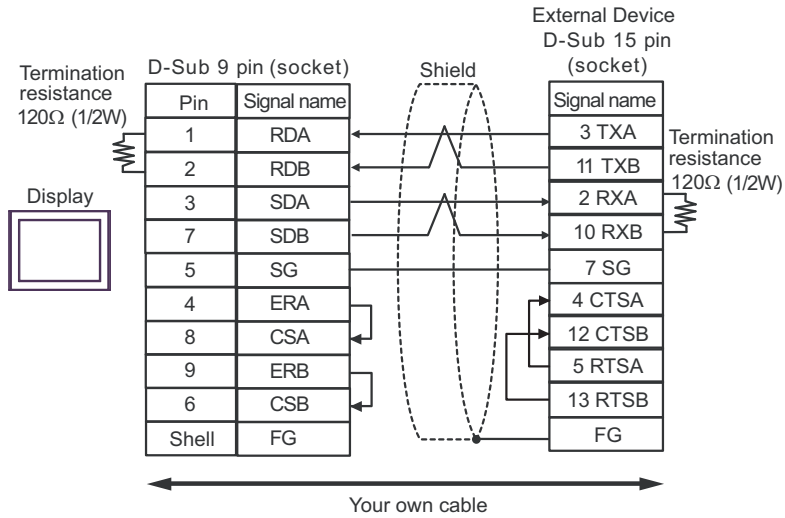 External Device
D-Sub 15 pin
(socket)
D-Sub 9 pin (socket)
Shield
Termination
resistance
120Ω (1/2W)
Pin Signal name
Signal name
1 RDA
3 TXA
2 RDB
11 TXB
Termination
resistance
120Ω (1/2W)
Display
3 SDA
2 RXA
7 SDB
10 RXB
5 SG
7 SG
4 ERA
4 CTSA
8 CSA
12 CTSB
9 ERB
5 RTSA
6 CSB
13 RTSB
Shell FG
FG
Your own cable